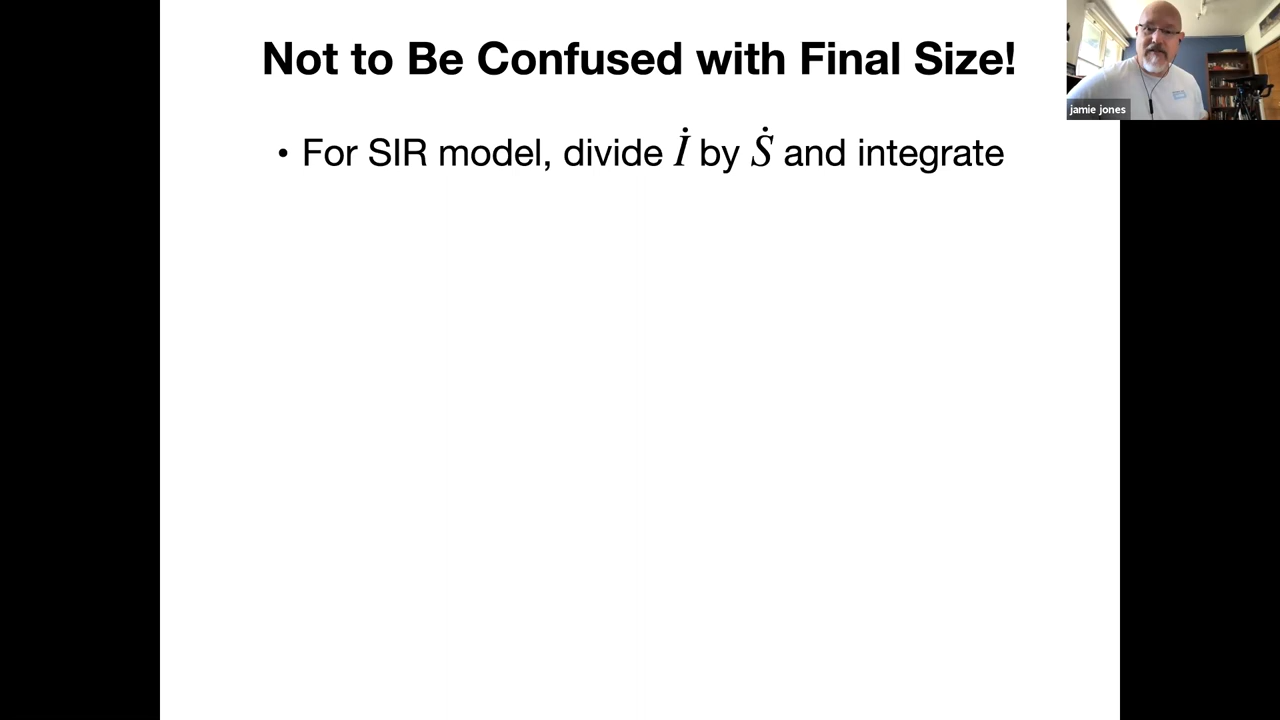 Not to Be Confused with Final Size!
jamie jones
• For SIR model, divide İ by Ṡ and integrate